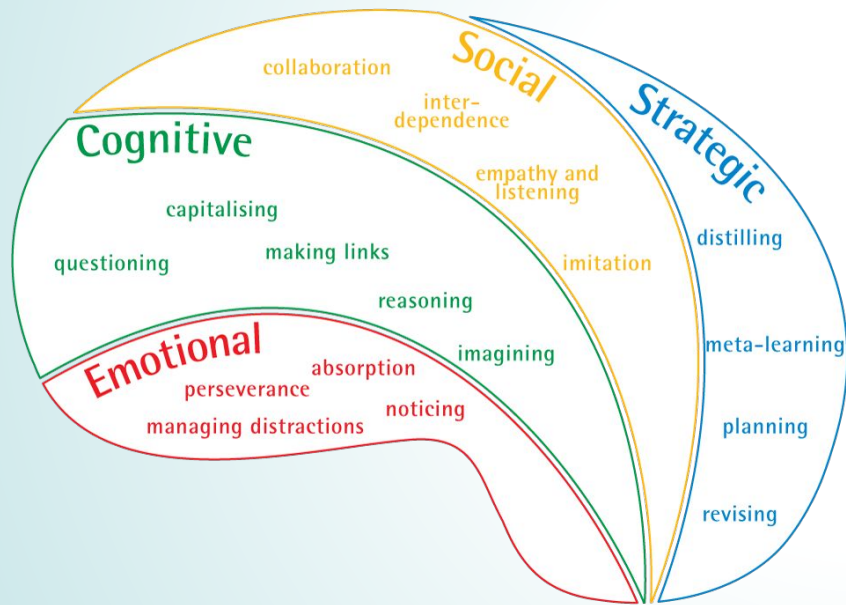 Social
collaboration
inter-
dependence
empathy and
listening
imitation
Cognitive
capitalising
questioning
making links
reasoning
imagining
Emotional
absorption
perseverance
noticing
managing distractions
Strategic
distilling
meta-learning
planning
revising